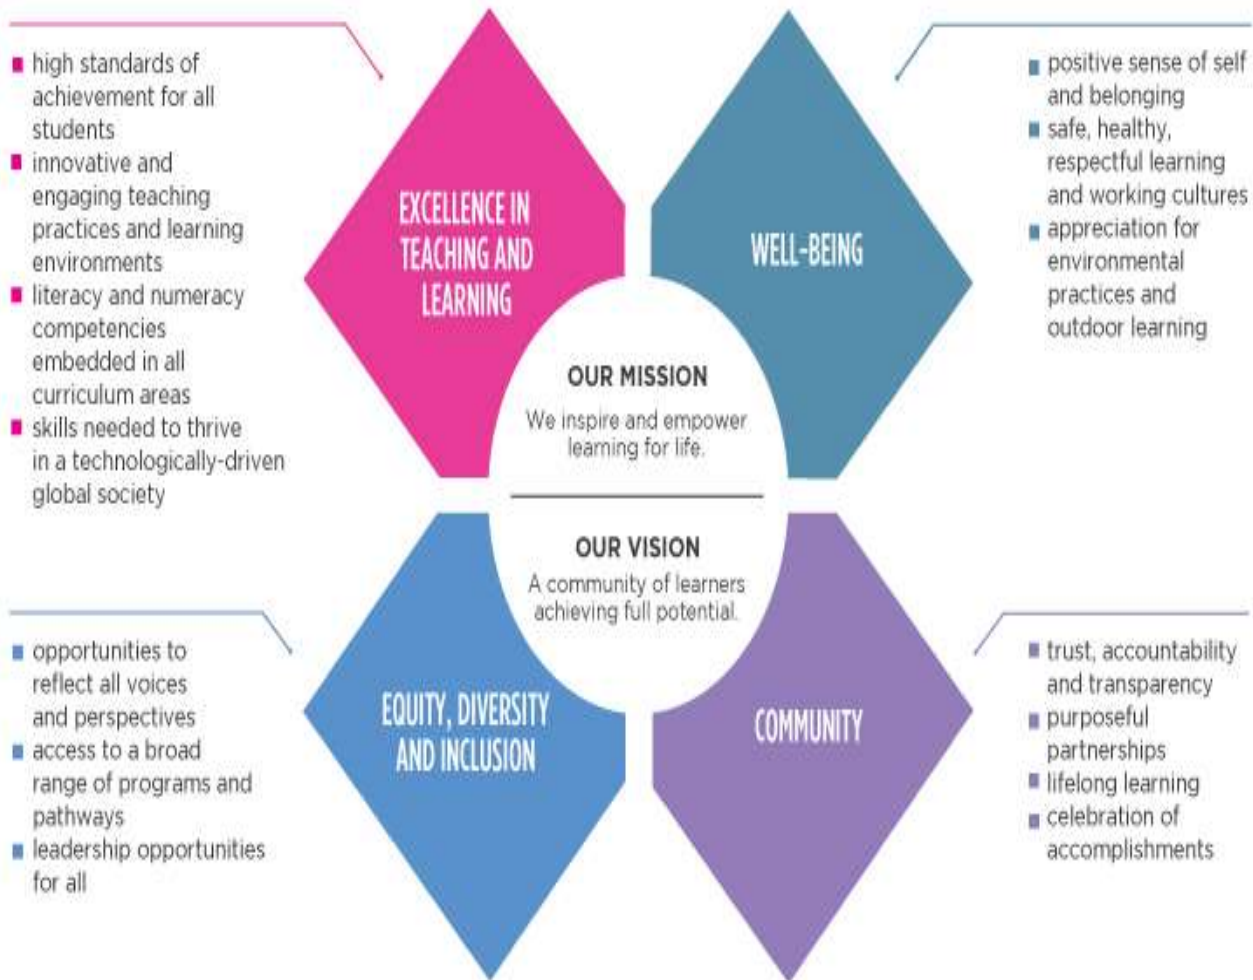 high standards of
achievement for all
students
innovative and
engaging teaching
practices and learning
environments
literacy and numeracy
competencies
embedded in all
curriculum areas
skills needed to thrive
in a technologically-driven
global society
EXCELLENCE IN
TEACHING AND
LEARNING
WELL-BEING
positive sense of self
and belonging
safe, healthy,
respectful learning
and working cultures
appreciation for
environmental
practices and
outdoor learning
OUR MISSION
We inspire and empower
learning for life.
OUR VISION
A community of learners
achieving full potential.
opportunities to
reflect all voices
and perspectives
access to a broad
range of programs and
pathways
leadership opportunities
for all
EQUITY, DIVERSITY
AND INCLUSION
COMMUNITY
trust, accountability
and transparency
purposeful
partnerships
lifelong learning
celebration of
accomplishments